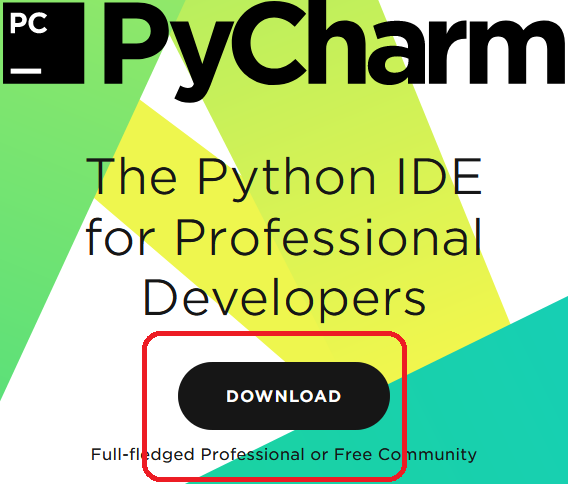 PC
PyCharm
The Python IDE
for Professional
Developers
DOWNLOAD
Full-fledged Professional or Free Community